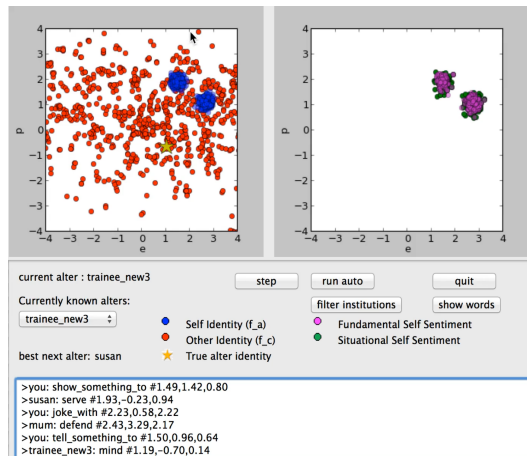 4
3
2
1
0
−1
−2
−3
−4
p
−4 −3 −2 −1 0 1 2 3 4
e
4
3
2
1
0
−1
−2
−3
−4
p
−4 −3 −2 −1 0 1 2 3 4
e
current alter : trainee_new3
step
run auto
quit
Currently known alters:
filter institutions
show words
trainee_new3
Self Identity (f_a)
Fundamental Self Sentiment
Other Identity (f_c)
Situational Self Sentiment
best next alter: susan
True alter identity
>you: show_something_to #1.49,1.42,0.80
>susan: serve #1.93,-0.23,0.94
>you: joke_with #2.23,0.58,2.22
>mum: defend #2.43,3.29,2.17
>you: tell_something_to #1.50,0.96,0.64
>trainee_new3: mind #1.19,-0.70,0.14